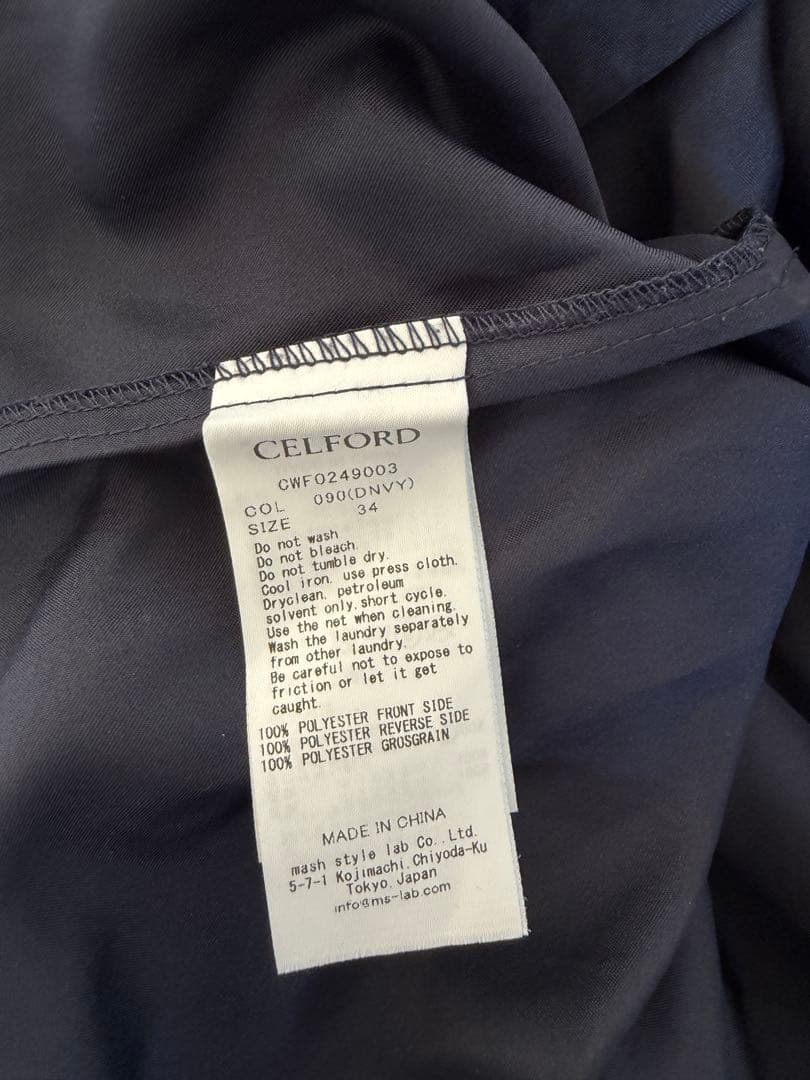 CELFORD
CWF0249003
COL 090(DNVY)
SIZE 34
Do not wash
Do not bleach.
Do not tumble dry.
Cool iron. use press cloth.
Dryclean. petroleum
solvent only. short cycle.
Use the net when cleaning.
Wash the laundry separately
from other laundry.
Be careful not to expose to
friction or let it get
caught.
100% POLYESTER FRONT SIDE
100% POLYESTER REVERSE SIDE
100% POLYESTER GROSGRAIN
MADE IN CHINA
mash style lab Co., Ltd.
5-7-1 Kojimachi, Chiyoda-Ku
Tokyo, Japan
info@ms-lab.com